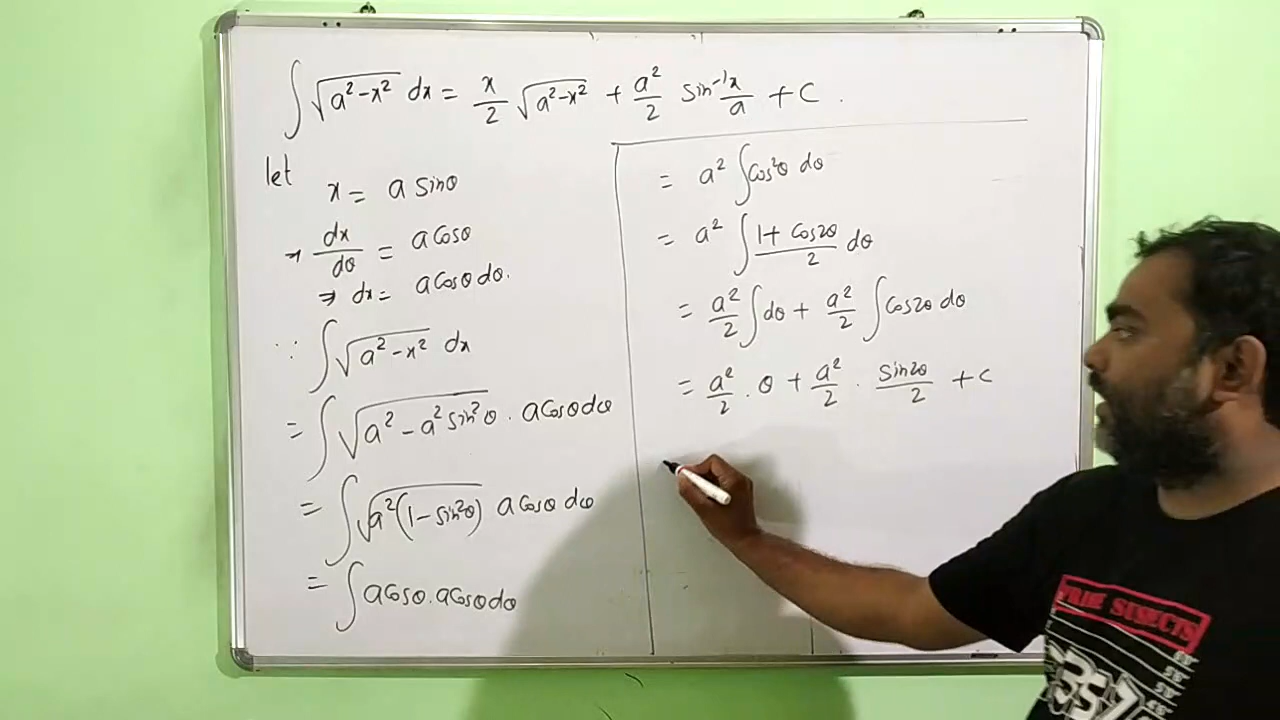 ∫ √(a² − x²) dx = x/2 √(a² − x²) + a²/2 sin⁻¹ x/a + C .
let
x = a sinθ
→ dx/dθ = a cosθ
⇒ dx = a cosθ dθ.
∵ ∫ √(a² − x²) dx
= ∫ √(a² − a² sin²θ) . a cosθ dθ
= ∫ √(a²(1 − sin²θ)) a cosθ dθ
= ∫ a cosθ . a cosθ dθ
= a² ∫ cos²θ dθ
= a² ∫ (1 + cos2θ)/2 dθ
= a²/2 ∫ dθ + a²/2 ∫ cos2θ dθ
= a²/2 . θ + a²/2 . sin2θ/2 + C